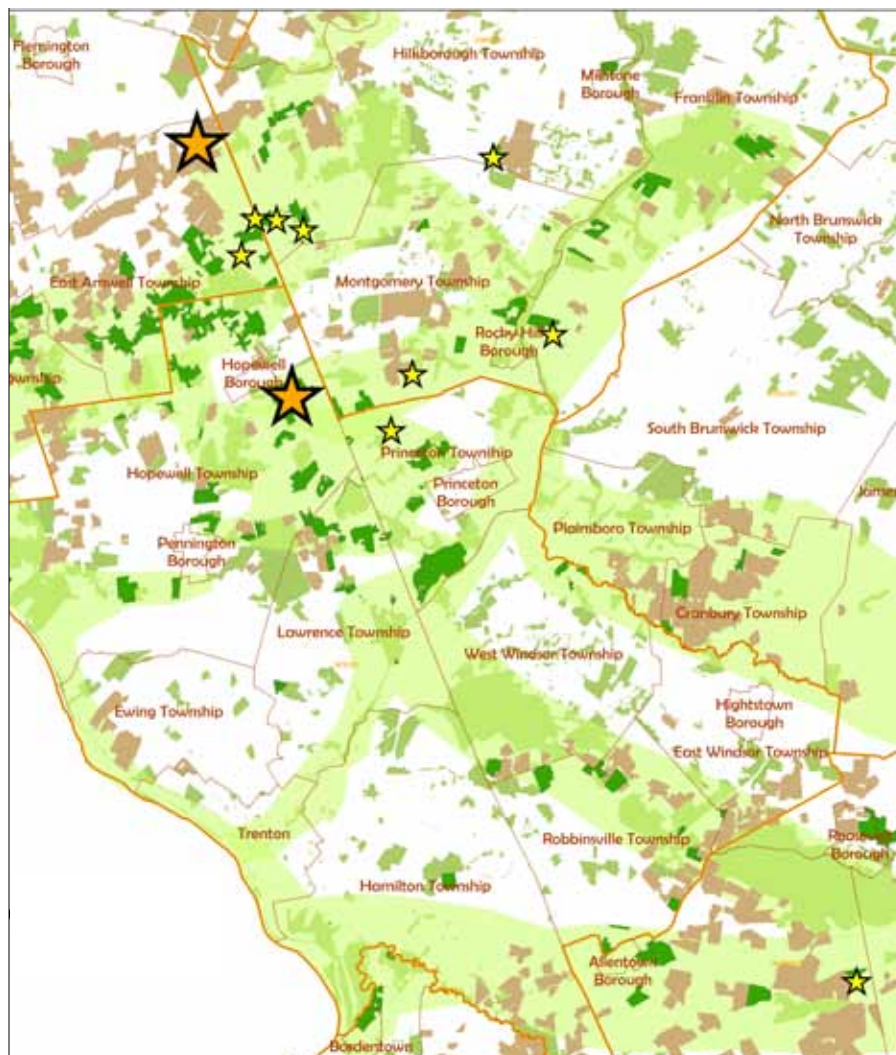 Flemington
Borough
Hillsborough Township
Millstone
Borough
Franklin Township
North Brunswick
Township
East Amwell Township
Montgomery Township
Rocky Hill
Borough
Hopewell
Borough
South Brunswick Township
Princeton Township
Hopewell Township
Princeton
Borough
Plainsboro Township
Pennington
Borough
Cranbury Township
Lawrence Township
West Windsor Township
Ewing Township
Hightstown
Borough
East Windsor Township
Trenton
Robbinsville Township
Borough
Hamilton Township
Allentown
Borough
Bordertown